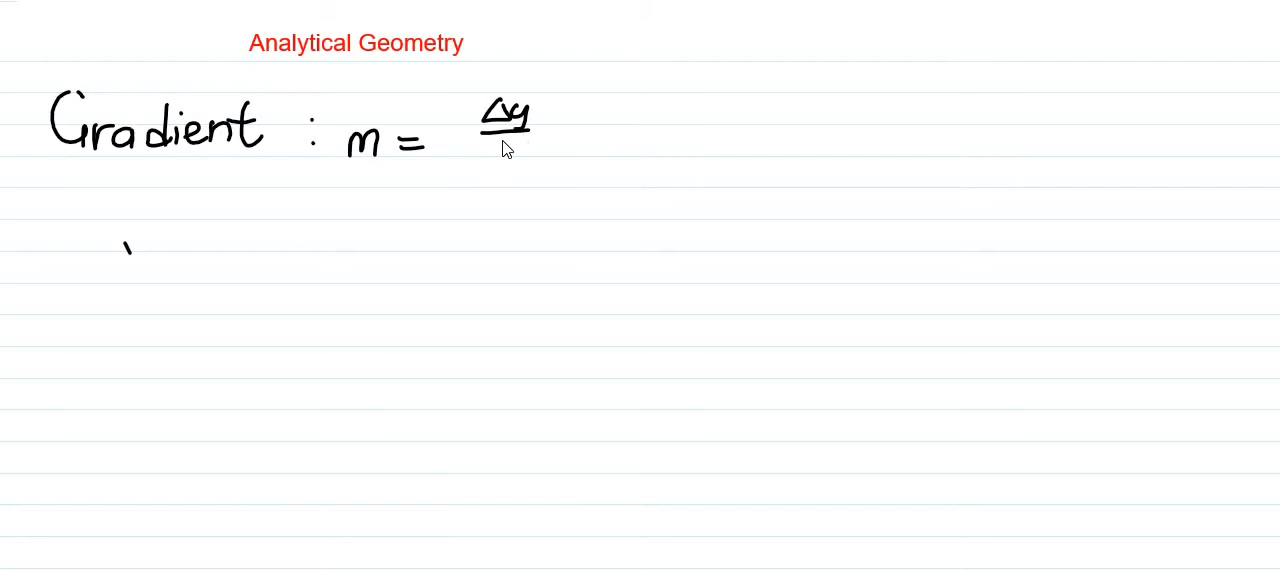 Analytical Geometry
Gradient : m = Δy